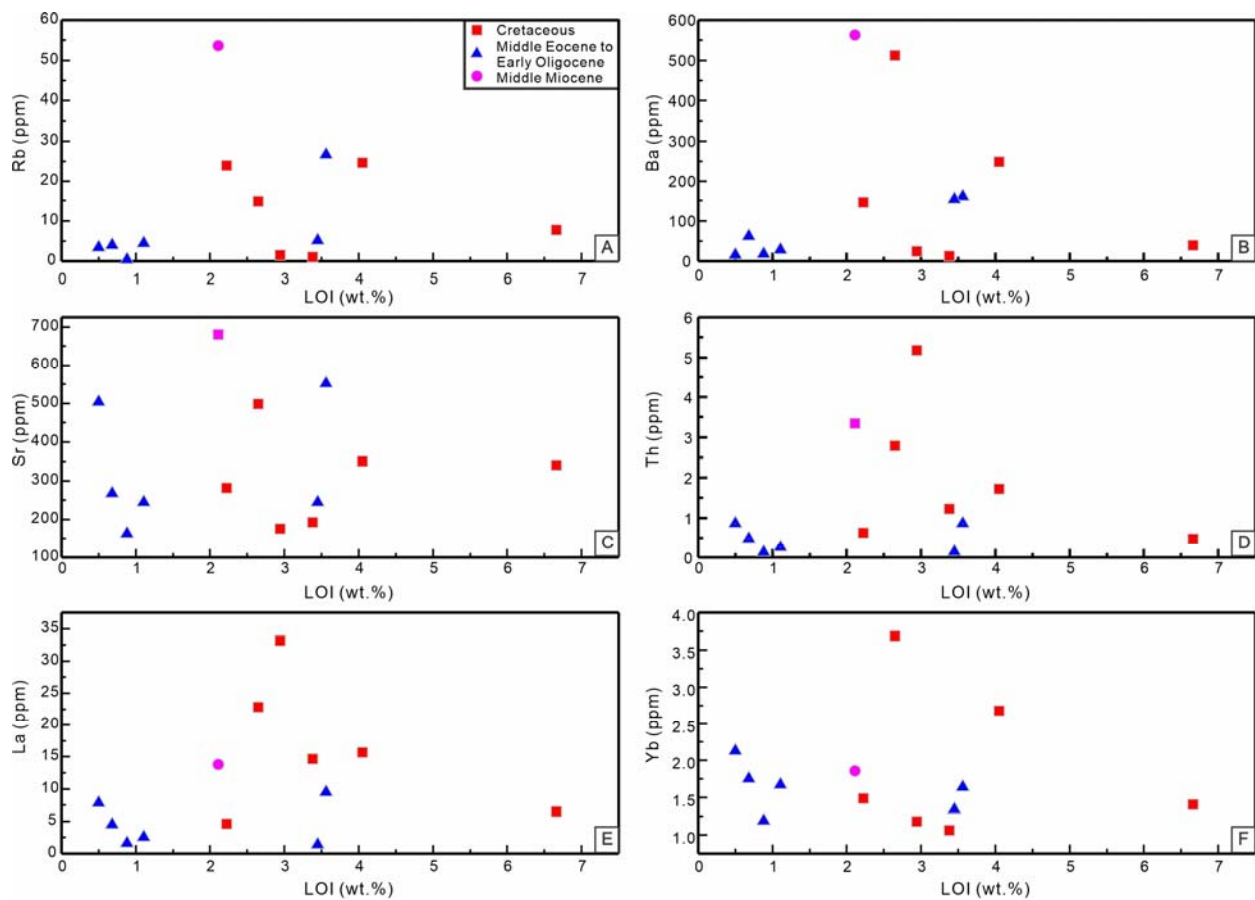 60
50
40
30
20
10
0
Rb (ppm)
Cretaceous
Middle Eocene to
Early Oligocene
Middle Miocene
A
0 1 2 3 4 5 6 7
LOI (wt.%)
600
500
400
300
200
100
0
Ba (ppm)
B
0 1 2 3 4 5 6 7
LOI (wt.%)
700
600
500
400
300
200
100
Sr (ppm)
C
0 1 2 3 4 5 6 7
LOI (wt.%)
6
5
4
3
2
1
0
Th (ppm)
D
0 1 2 3 4 5 6 7
LOI (wt.%)
35
30
25
20
15
10
5
0
La (ppm)
E
0 1 2 3 4 5 6 7
LOI (wt.%)
4.0
3.5
3.0
2.5
2.0
1.5
1.0
Yb (ppm)
F
0 1 2 3 4 5 6 7
LOI (wt.%)